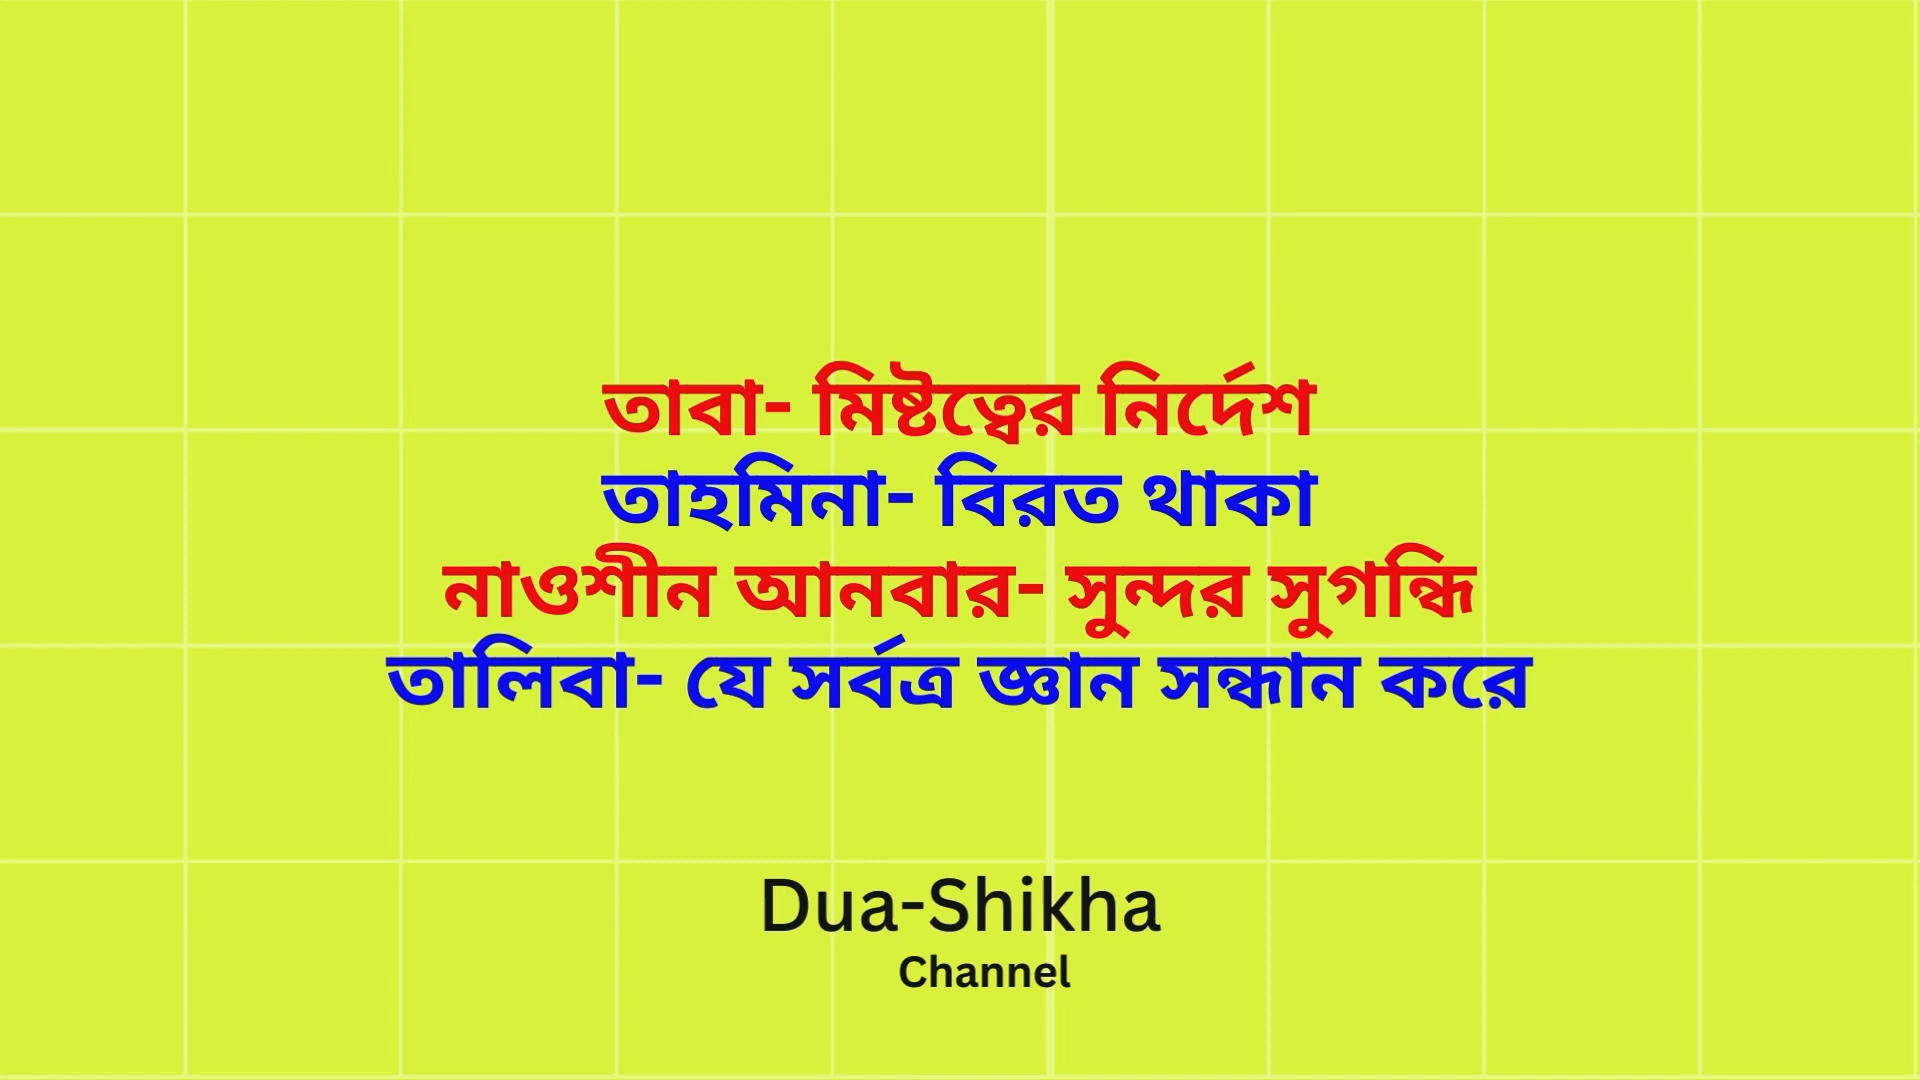 তাবা- মিষ্টত্বের নির্দেশ
তাহমিনা- বিরত থাকা
নাওশীন আনবার- সুন্দর সুগন্ধি
তালিবা- যে সর্বত্র জ্ঞান সন্ধান করে
Dua-Shikha
Channel